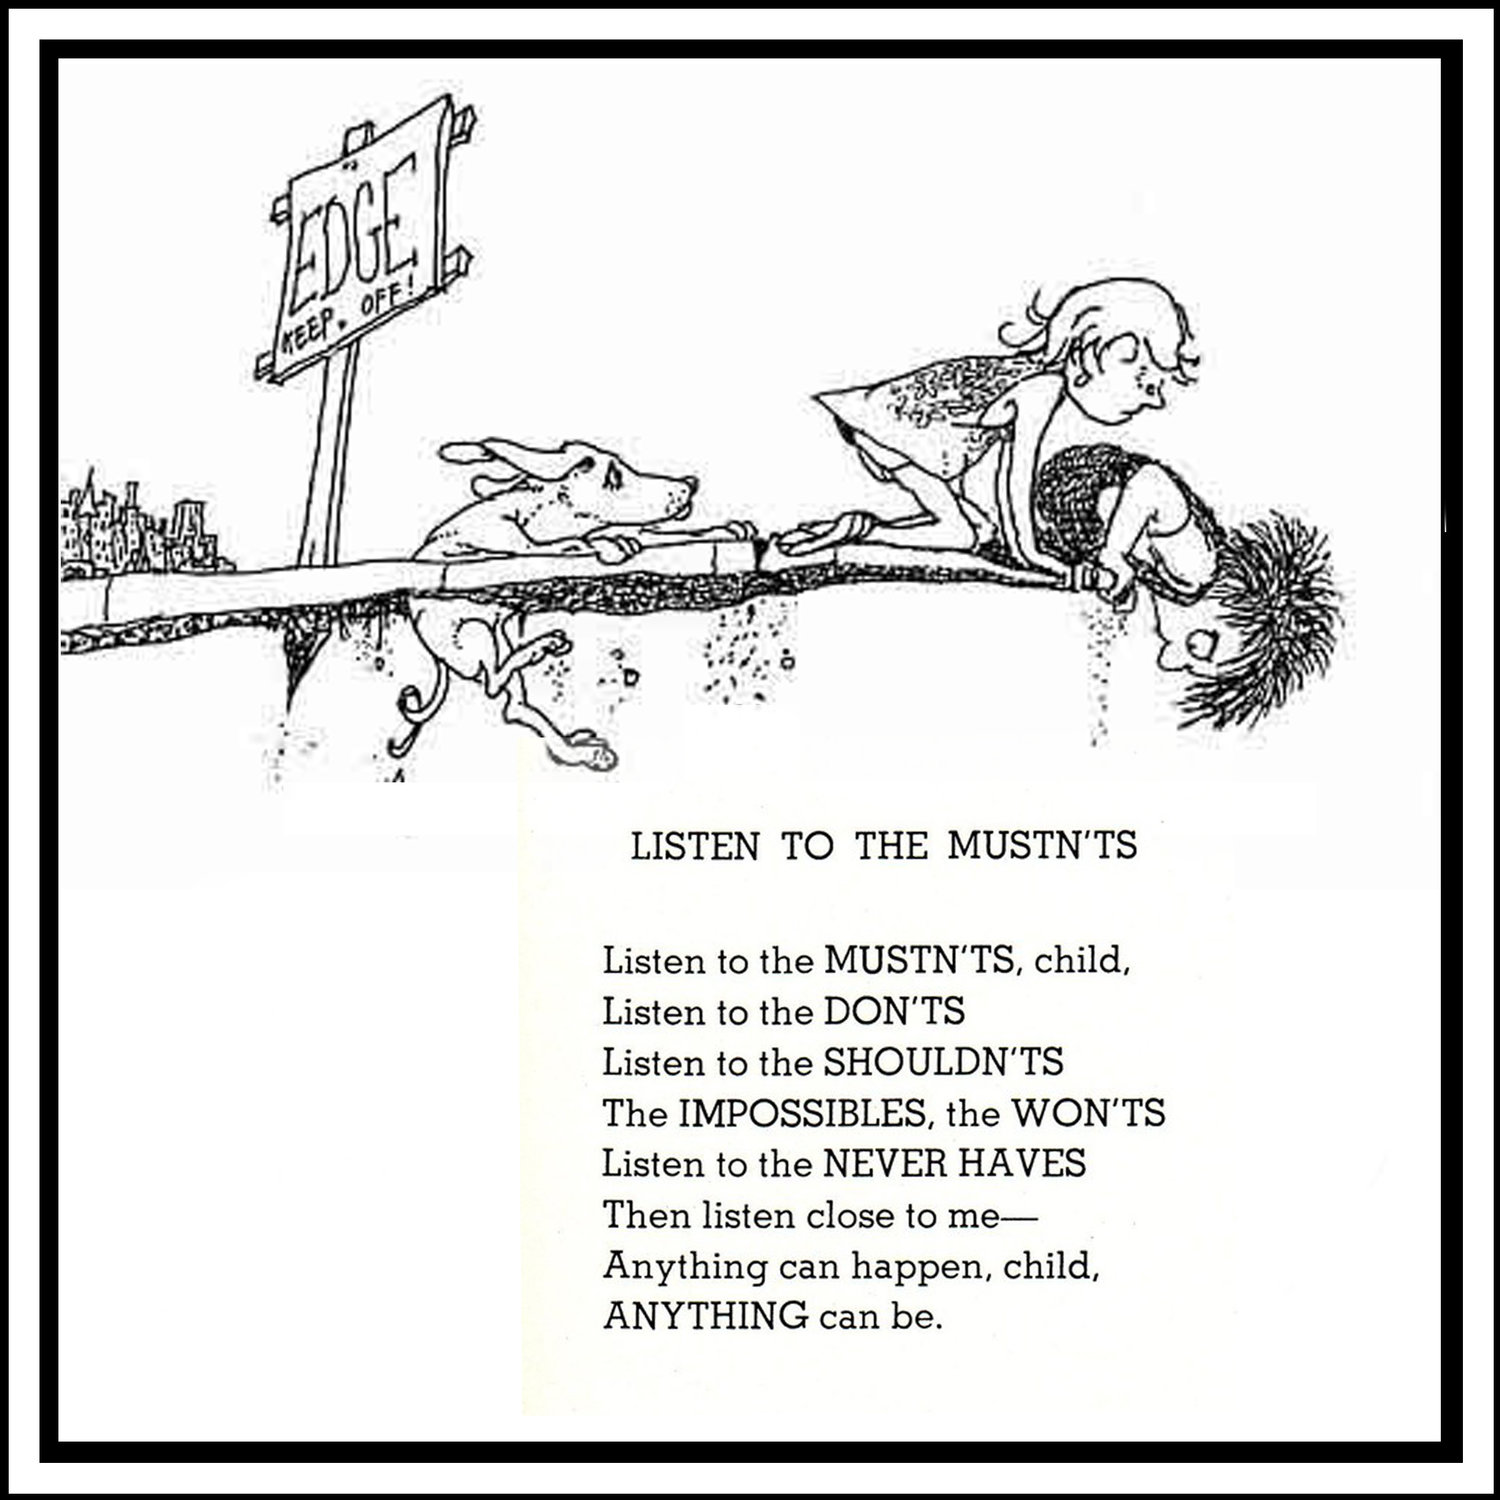 EDGE
KEEP. OFF!
LISTEN TO THE MUSTN'TS
Listen to the MUSTN'TS, child,
Listen to the DON'TS
Listen to the SHOULDN'TS
The IMPOSSIBLES, the WON'TS
Listen to the NEVER HAVES
Then listen close to me—
Anything can happen, child,
ANYTHING can be.